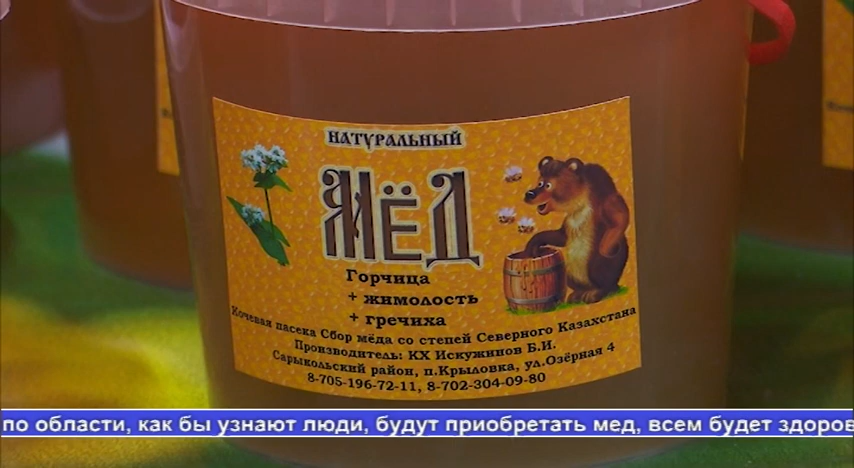 НАТУРАЛЬНЫЙ
МЁД
Горчица
+ жимолость
+ гречиха
Кочевая пасека Сбор мёда со степей Северного Казахстана
Производитель: КХ Искужинов Б.И.
Сарыкольский район, п.Крыловка, ул.Озёрная 4
8-705-196-72-11, 8-702-304-09-80
по области, как бы узнают люди, будут приобретать мед, всем будет здоров